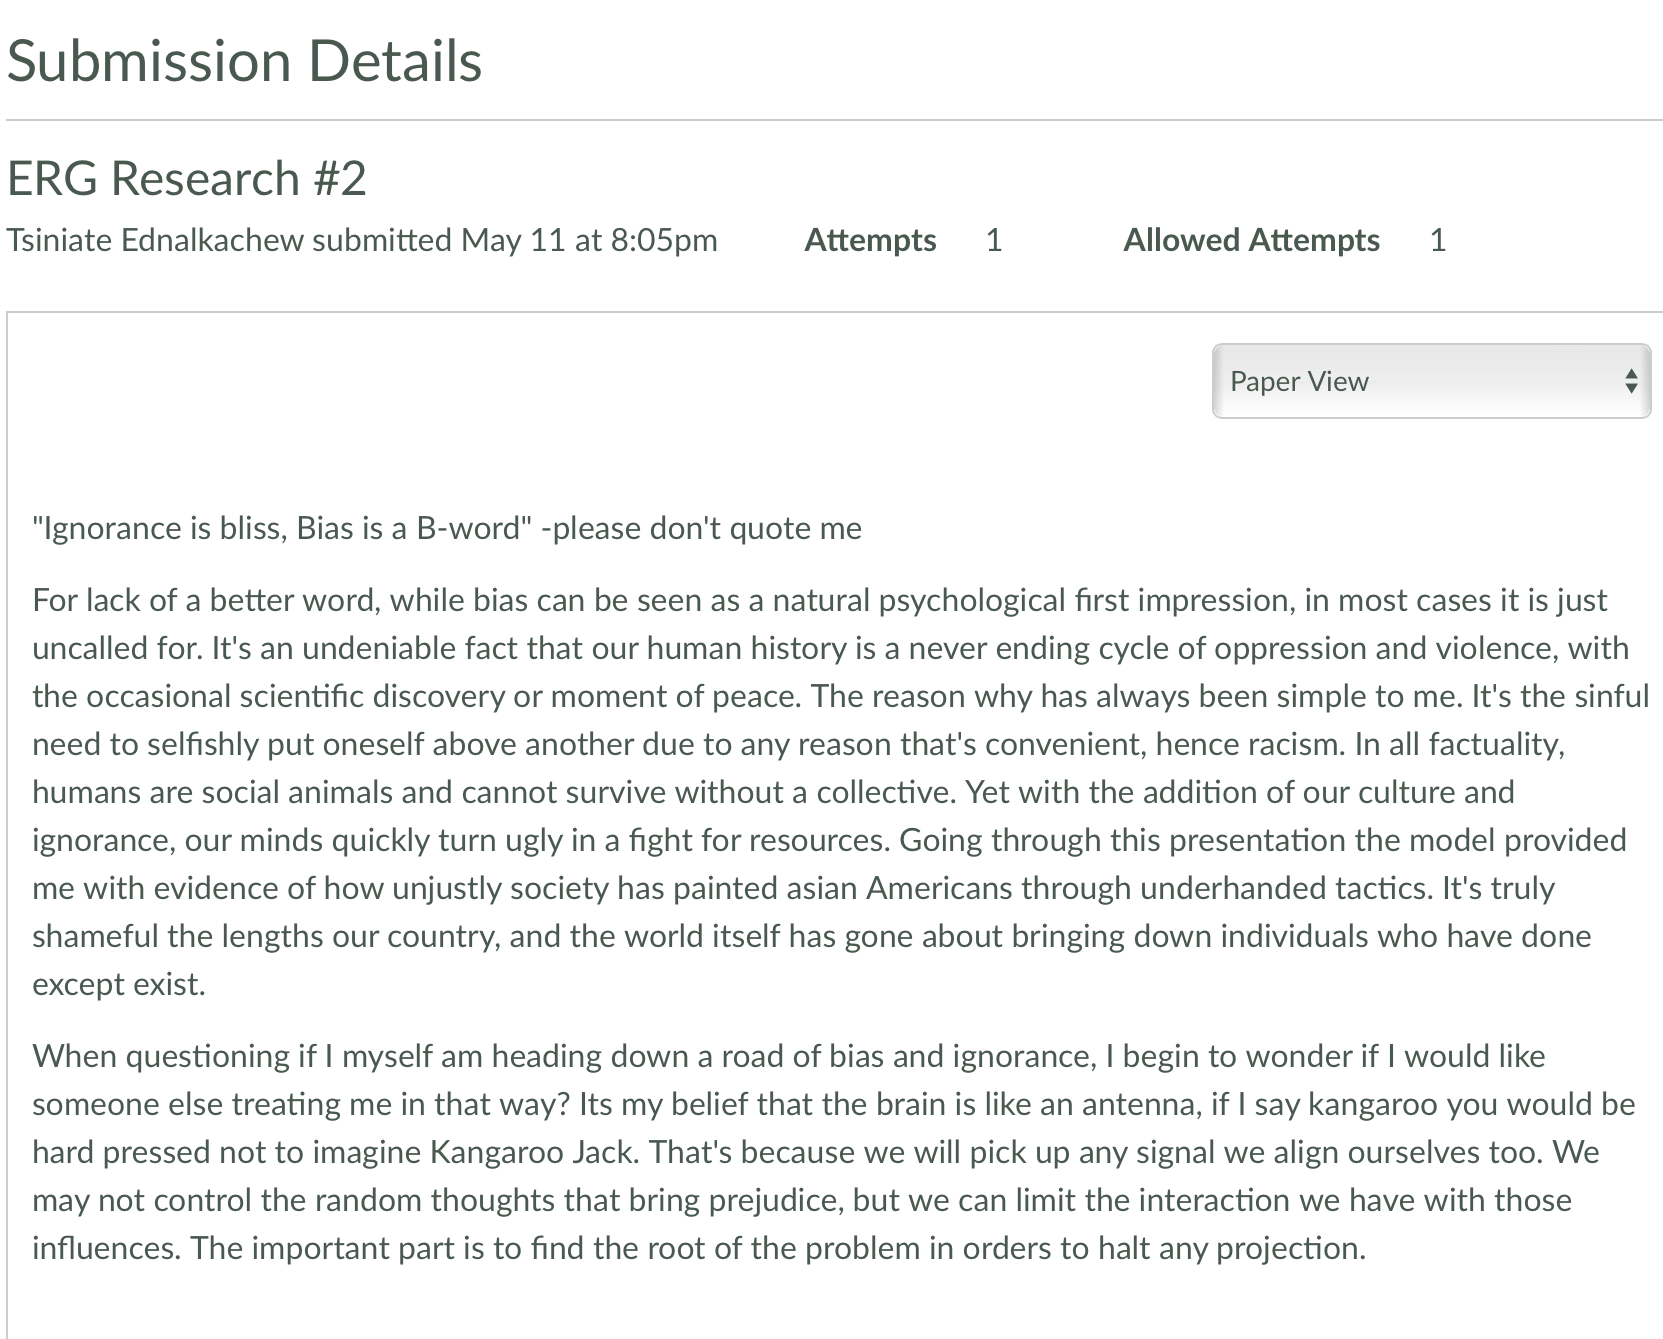 Submission Details
ERG Research #2
Tsiniate Ednalkachew submitted May 11 at 8:05pm Attempts 1 Allowed Attempts 1
Paper View
"Ignorance is bliss, Bias is a B-word" -please don't quote me
For lack of a better word, while bias can be seen as a natural psychological first impression, in most cases it is just
uncalled for. It's an undeniable fact that our human history is a never ending cycle of oppression and violence, with
the occasional scientific discovery or moment of peace. The reason why has always been simple to me. It's the sinful
need to selfishly put oneself above another due to any reason that's convenient, hence racism. In all factuality,
humans are social animals and cannot survive without a collective. Yet with the addition of our culture and
ignorance, our minds quickly turn ugly in a fight for resources. Going through this presentation the model provided
me with evidence of how unjustly society has painted asian Americans through underhanded tactics. It's truly
shameful the lengths our country, and the world itself has gone about bringing down individuals who have done
except exist.
When questioning if I myself am heading down a road of bias and ignorance, I begin to wonder if I would like
someone else treating me in that way? Its my belief that the brain is like an antenna, if I say kangaroo you would be
hard pressed not to imagine Kangaroo Jack. That's because we will pick up any signal we align ourselves too. We
may not control the random thoughts that bring prejudice, but we can limit the interaction we have with those
influences. The important part is to find the root of the problem in orders to halt any projection.